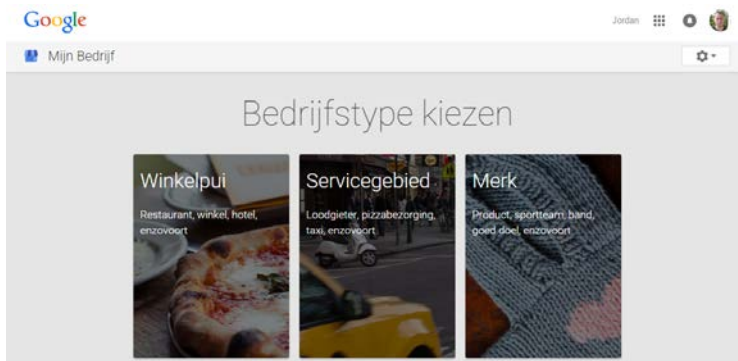 Google
Jordan
Mijn Bedrijf
Bedrijfstype kiezen
Winkelpui
Restaurant, winkel, hotel,
enzovoort
Servicegebied
Loodgieter, pizzabezorging,
taxi, enzovoort
Merk
Product, sportteam, band,
goed doel, enzovoort